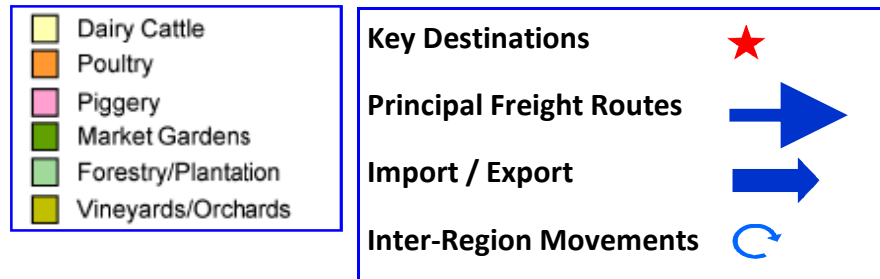 Dairy Cattle
Poultry
Piggery
Market Gardens
Forestry/Plantation
Vineyards/Orchards
Key Destinations
Principal Freight Routes
Import / Export
Inter-Region Movements